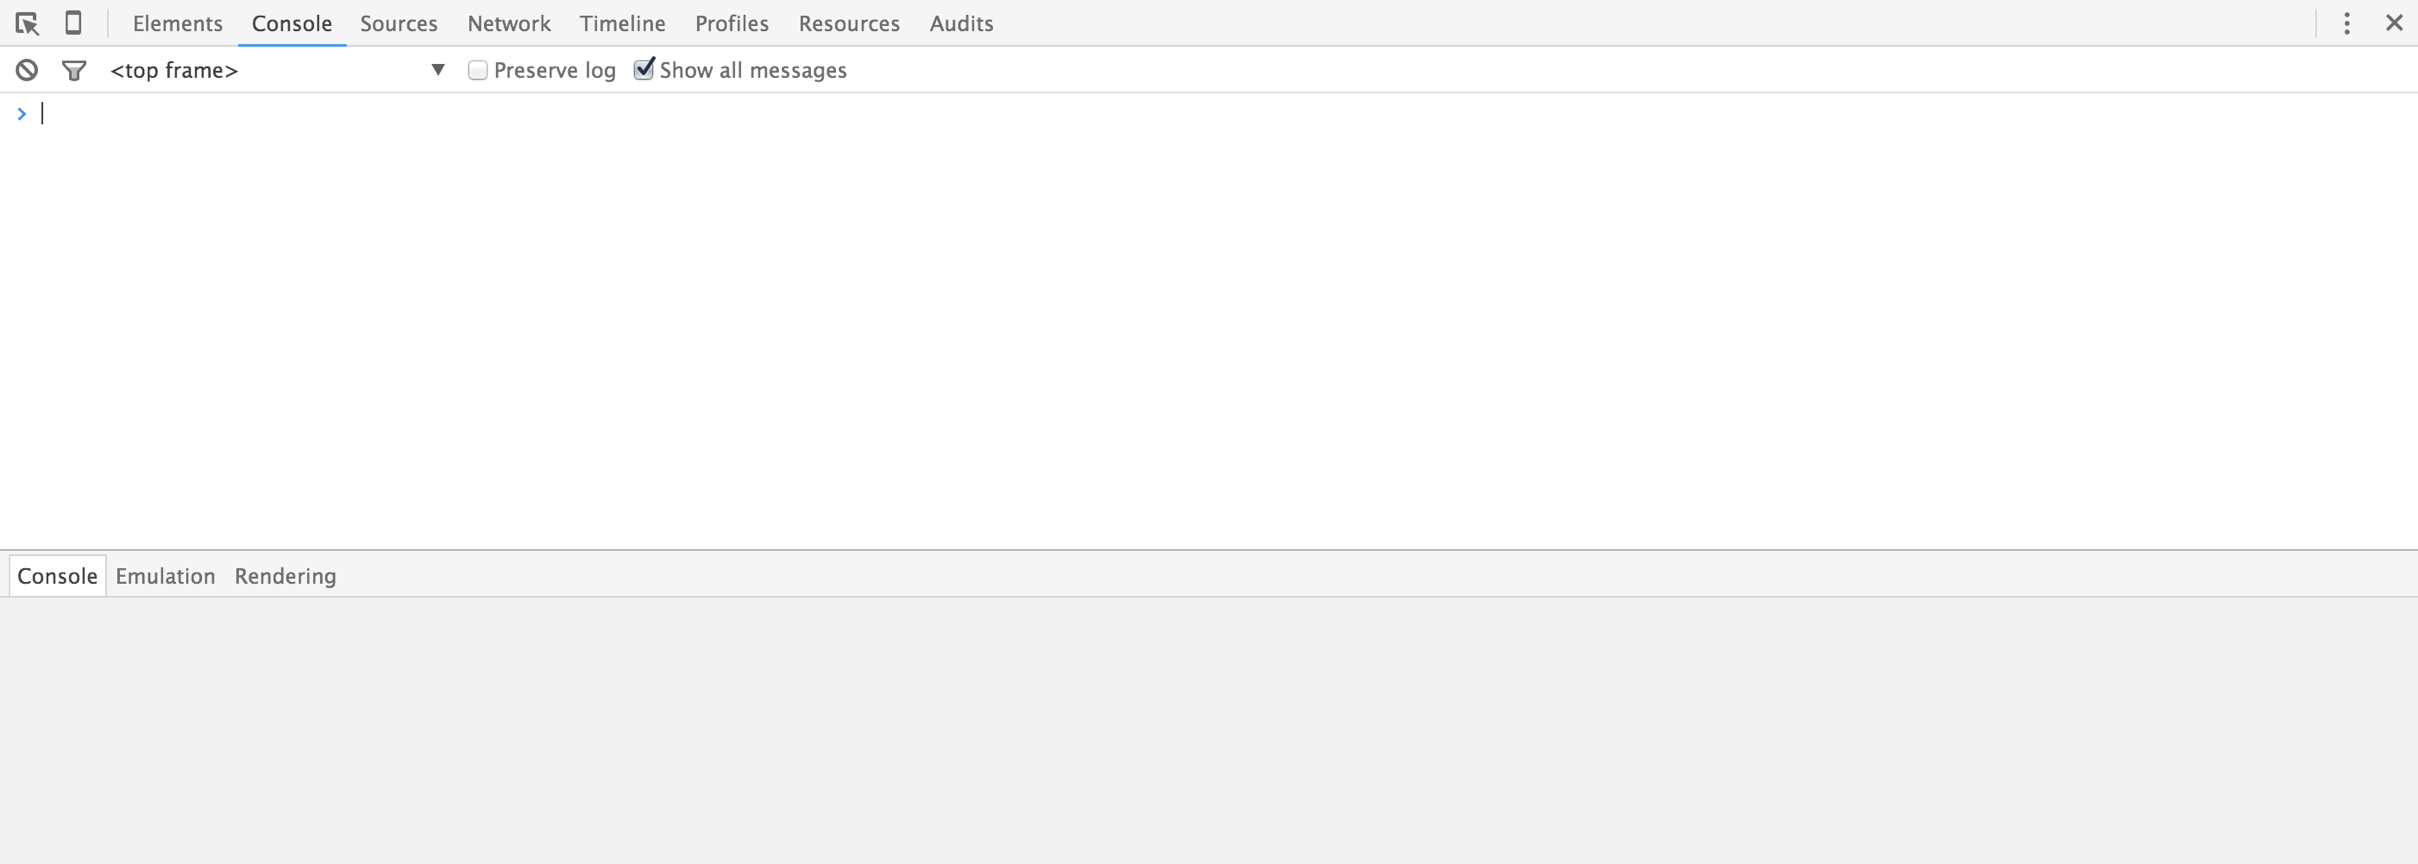 Elements Console Sources Network Timeline Profiles Resources Audits
<top frame> Preserve log Show all messages
Console Emulation Rendering